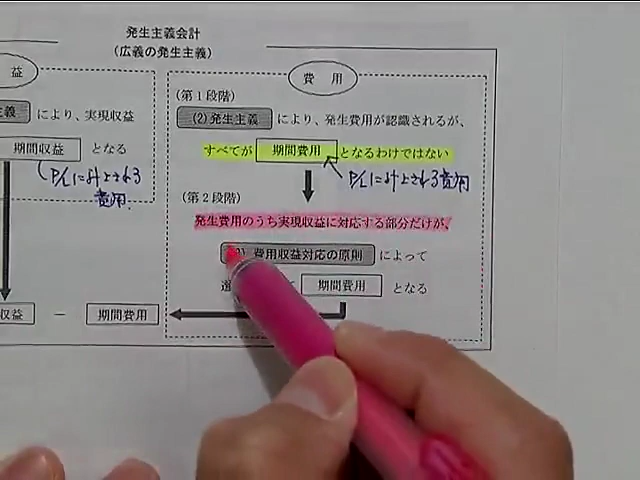 発生主義会計
(広義の発生主義)
益
義 により、実現収益
期間収益 となる
P/Lに計上される
費用
収益 － 期間費用
費用
(第1段階)
(2)発生主義 により、発生費用が認識されるが、
すべてが 期間費用 となるわけではない
P/Lに計上される費用
(第2段階)
発生費用のうち実現収益に対応する部分だけが、
費用収益対応の原則 によって
期間費用 となる